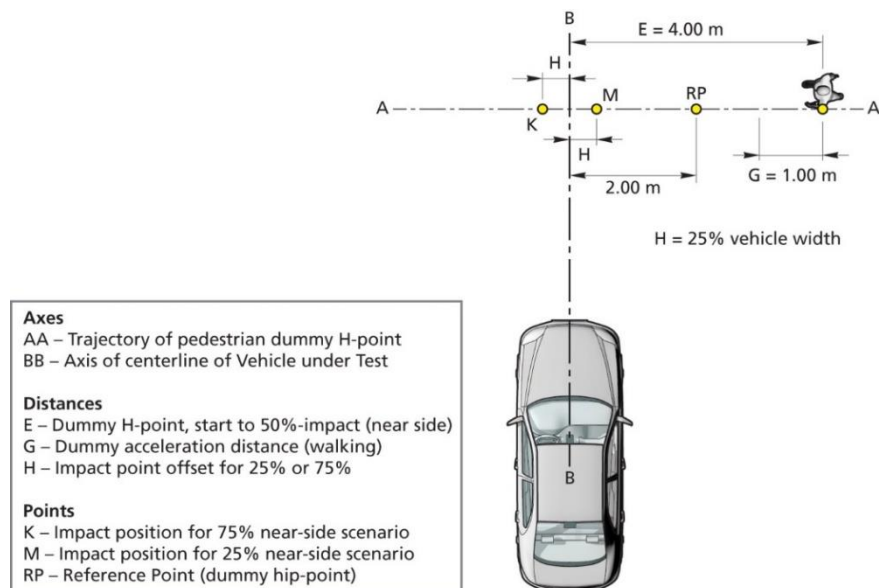 B
E = 4.00 m
H
A
M
RP
A
K
H
2.00 m
G = 1.00 m
H = 25% vehicle width
B
Axes
AA – Trajectory of pedestrian dummy H-point
BB – Axis of centerline of Vehicle under Test
Distances
E – Dummy H-point, start to 50%-impact (near side)
G – Dummy acceleration distance (walking)
H – Impact point offset for 25% or 75%
Points
K – Impact position for 75% near-side scenario
M – Impact position for 25% near-side scenario
RP – Reference Point (dummy hip-point)